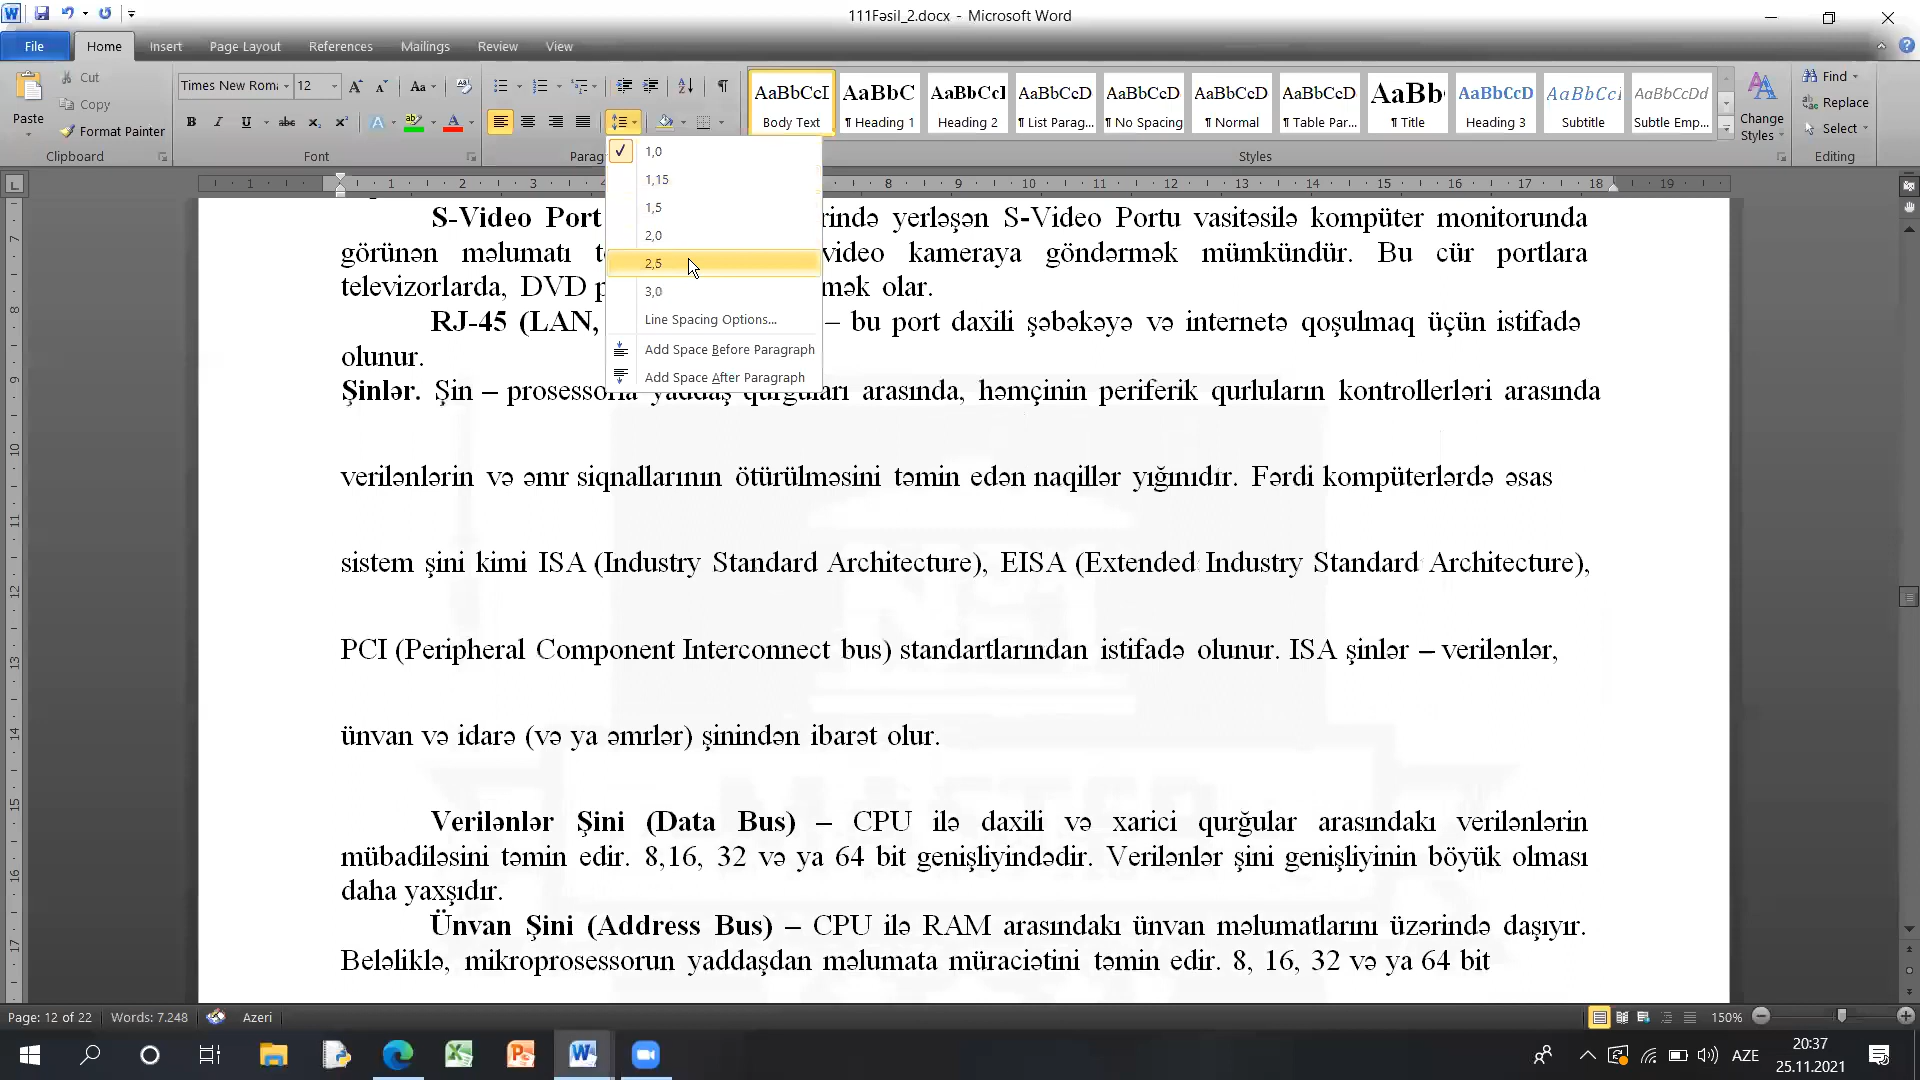 111Fəsil_2.docx - Microsoft Word
File Home Insert Page Layout References Mailings Review View
Paste
Cut
Copy
Format Painter
Clipboard
Times New Rom 12
Font
Parag
AaBbCcI AaBbC AaBbCcI AaBbCcD AaBbCcD AaBbCcD AaBbCcD AaBb AaBbCcD AaBbCcI AaBbCcDd
Body Text ¶ Heading 1 Heading 2 ¶ List Parag... ¶ No Spacing ¶ Normal ¶ Table Par... ¶ Title Heading 3 Subtitle Subtle Emp...
Styles
Change Styles
Find
Replace
Select
Editing
1,0
1,15
1,5
2,0
2,5
3,0
Line Spacing Options...
Add Space Before Paragraph
Add Space After Paragraph
S-Video Port rində yerləşən S-Video Portu vasitəsilə kompüter monitorunda
görünən məlumatı t video kameraya göndərmək mümkündür. Bu cür portlara
televizorlarda, DVD p mək olar.
RJ-45 (LAN, – bu port daxili şəbəkəyə və internetə qoşulmaq üçün istifadə
olunur.
Şinlər. Şin – prosessorla yaddaş qurğuları arasında, həmçinin periferik qurluların kontrollerləri arasında
verilənlərin və əmr siqnallarının ötürülməsini təmin edən naqillər yığınıdır. Fərdi kompüterlərdə əsas
sistem şini kimi ISA (Industry Standard Architecture), EISA (Extended Industry Standard Architecture),
PCI (Peripheral Component Interconnect bus) standartlarından istifadə olunur. ISA şinlər – verilənlər,
ünvan və idarə (və ya əmrlər) şinindən ibarət olur.
Verilənlər Şini (Data Bus) – CPU ilə daxili və xarici qurğular arasındakı verilənlərin
mübadiləsini təmin edir. 8,16, 32 və ya 64 bit genişliyindədir. Verilənlər şini genişliyinin böyük olması
daha yaxşıdır.
Ünvan Şini (Address Bus) – CPU ilə RAM arasındakı ünvan məlumatlarını üzərində daşıyır.
Beləliklə, mikroprosessorun yaddaşdan məlumata müraciətini təmin edir. 8, 16, 32 və ya 64 bit
MASTER
Page: 12 of 22 Words: 7.248 Azeri 150%
AZE
20:37
25.11.2021